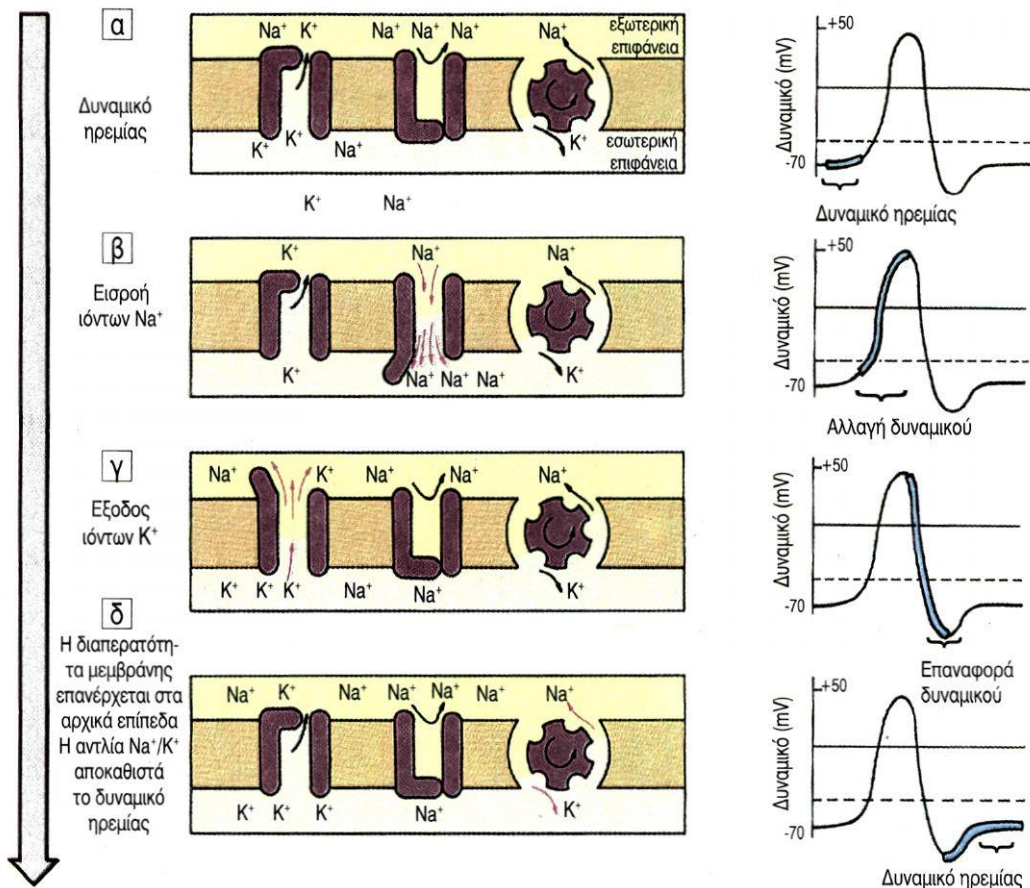 α
Δυναμικό
ηρεμίας
Na⁺ K⁺ Na⁺ Na⁺ Na⁺ Na⁺ εξωτερική
επιφάνεια
K⁺ K⁺ Na⁺ K⁺ εσωτερική
επιφάνεια
K⁺ Na⁺
+50
Δυναμικό (mV)
-70
Δυναμικό ηρεμίας
β
Εισροή
ιόντων Na⁺
K⁺ Na⁺ Na⁺
K⁺ Na⁺ Na⁺ Na⁺ K⁺
+50
Δυναμικό (mV)
-70
Αλλαγή δυναμικού
γ
Εξοδος
ιόντων K⁺
Na⁺ K⁺ Na⁺ Na⁺ Na⁺
K⁺ K⁺ K⁺ Na⁺ Na⁺ K⁺
+50
Δυναμικό (mV)
-70
Επαναφορά
δυναμικού
δ
Η διαπερατότη-
τα μεμβράνης
επανέρχεται στα
αρχικά επίπεδα
Η αντλία Na⁺/K⁺
αποκαθιστά
το δυναμικό
ηρεμίας
Na⁺ K⁺ Na⁺ Na⁺ Na⁺ Na⁺ Na⁺
K⁺ K⁺ K⁺ Na⁺ K⁺
+50
Δυναμικό (mV)
-70
Δυναμικό ηρεμίας